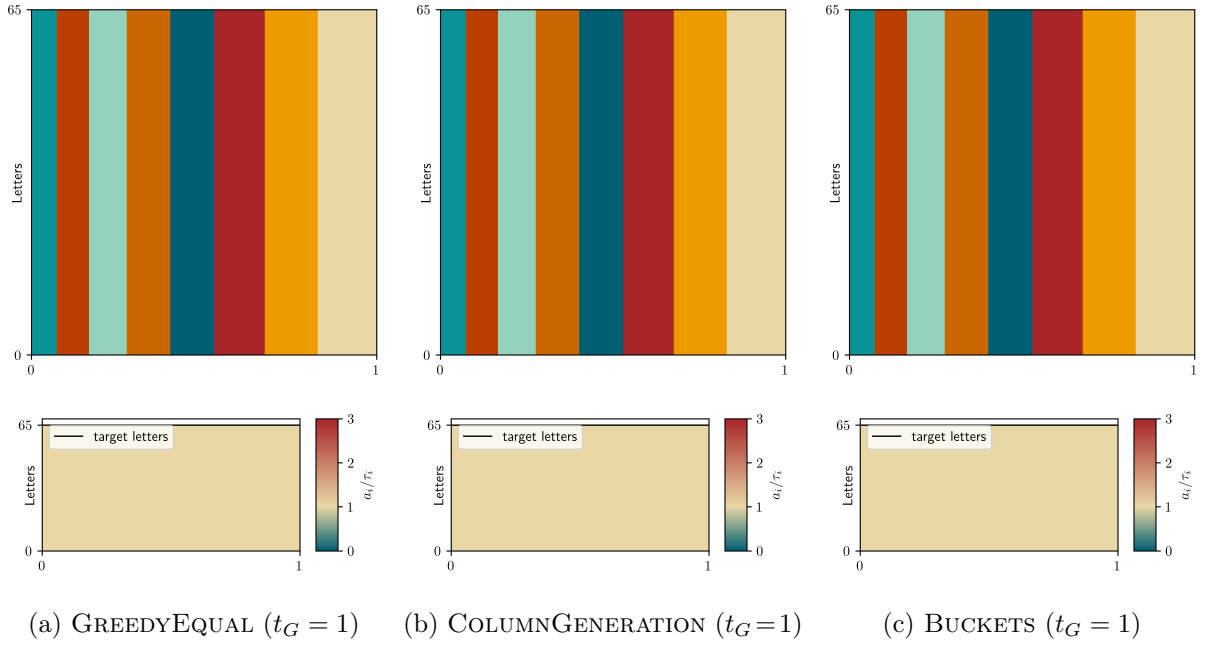 65
Letters
0
0 1
65
Letters
0
0 1
65
Letters
0
0 1
65
target letters
Letters
0
0 1
3
2
1
0
a_i/τ_i
65
target letters
Letters
0
0 1
3
2
1
0
a_i/τ_i
65
target letters
Letters
0
0 1
3
2
1
0
a_i/τ_i
(a) GREEDYEQUAL (t_G = 1)
(b) COLUMNGENERATION (t_G = 1)
(c) BUCKETS (t_G = 1)